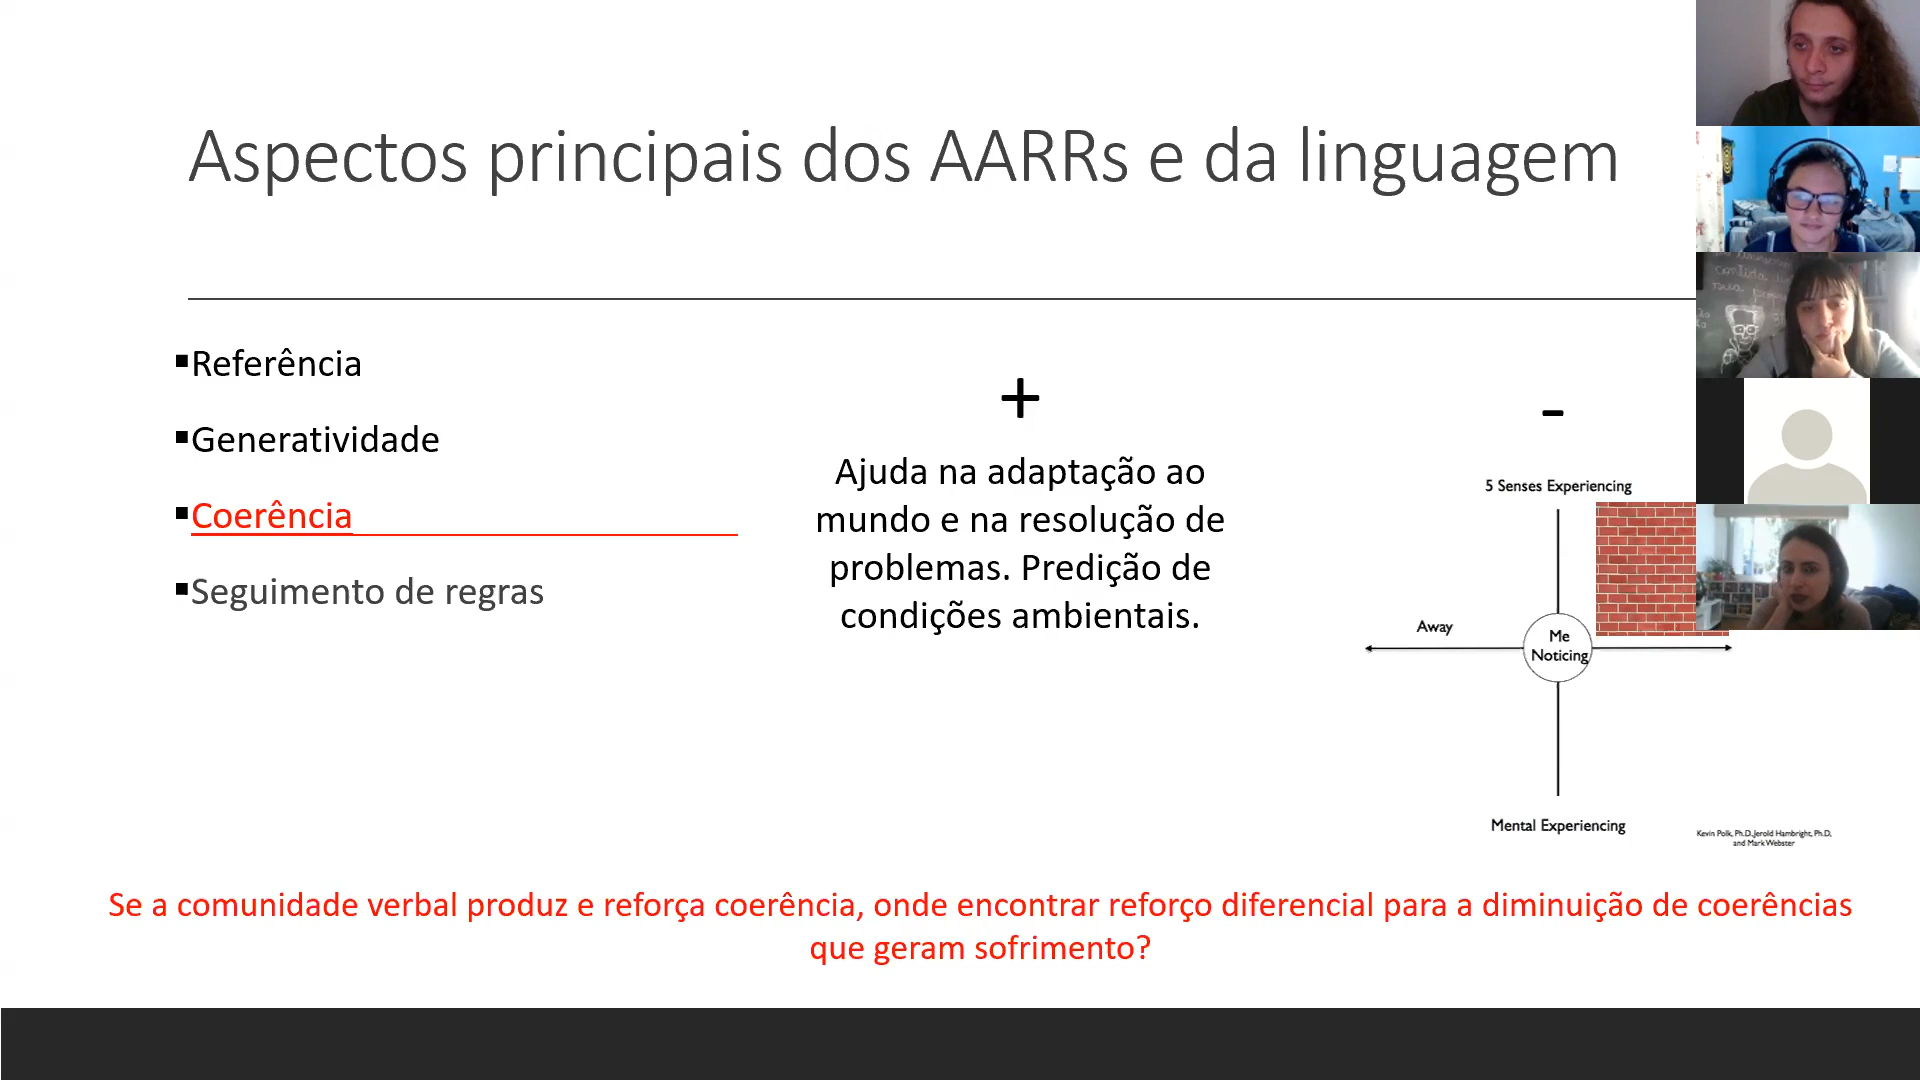 Aspectos principais dos AARRs e da linguagem
▪Referência
▪Generatividade
▪Coerência
▪Seguimento de regras
+
Ajuda na adaptação ao
mundo e na resolução de
problemas. Predição de
condições ambientais.
-
5 Senses Experiencing
Away
Me
Noticing
Mental Experiencing
Kevin Polk, Ph.D.,Jerold Hambright, Ph.D,
and Mark Webster
Se a comunidade verbal produz e reforça coerência, onde encontrar reforço diferencial para a diminuição de coerências
que geram sofrimento?